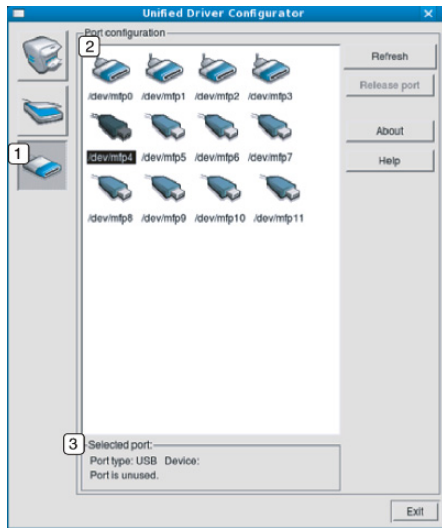 Unified Driver Configurator
Port configuration
2
/dev/mfp0 /dev/mfp1 /dev/mfp2 /dev/mfp3
/dev/mfp4 /dev/mfp5 /dev/mfp6 /dev/mfp7
/dev/mfp8 /dev/mfp9 /dev/mfp10 /dev/mfp11
Refresh
Release port
About
Help
1
3
Selected port:
Port type: USB Device:
Port is unused.
Exit